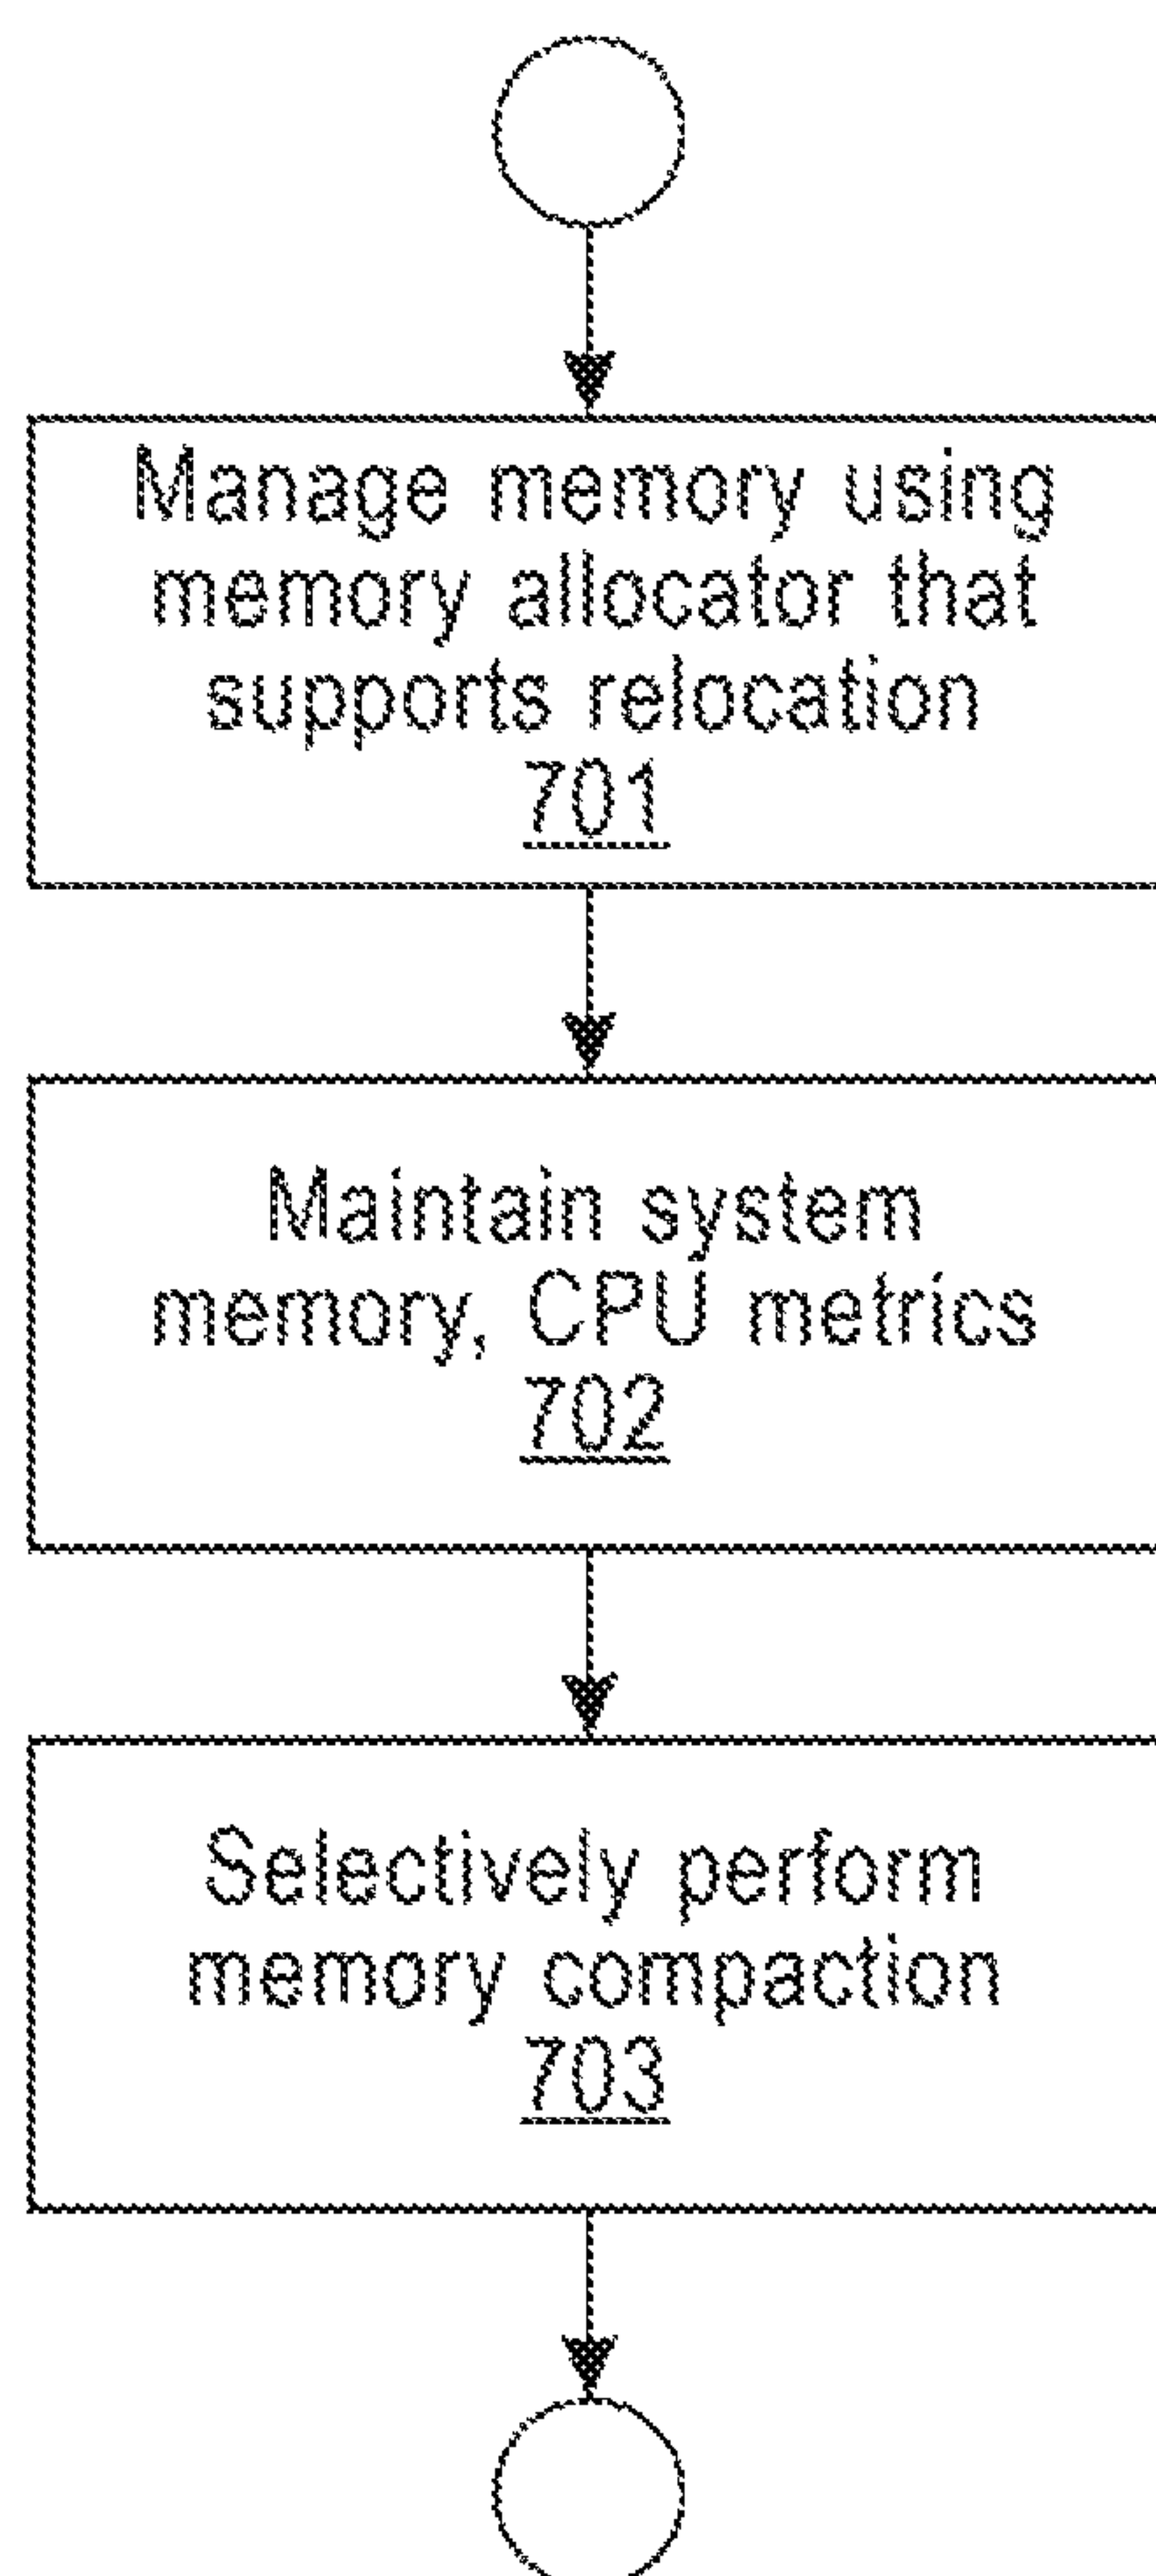 Manage memory using
memory allocator that
supports relocation
701
Maintain system
memory, CPU metrics
702
Selectively perform
memory compaction
703